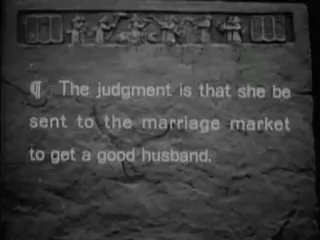 ¶ The judgment is that she be
sent to the marriage market
to get a good husband.